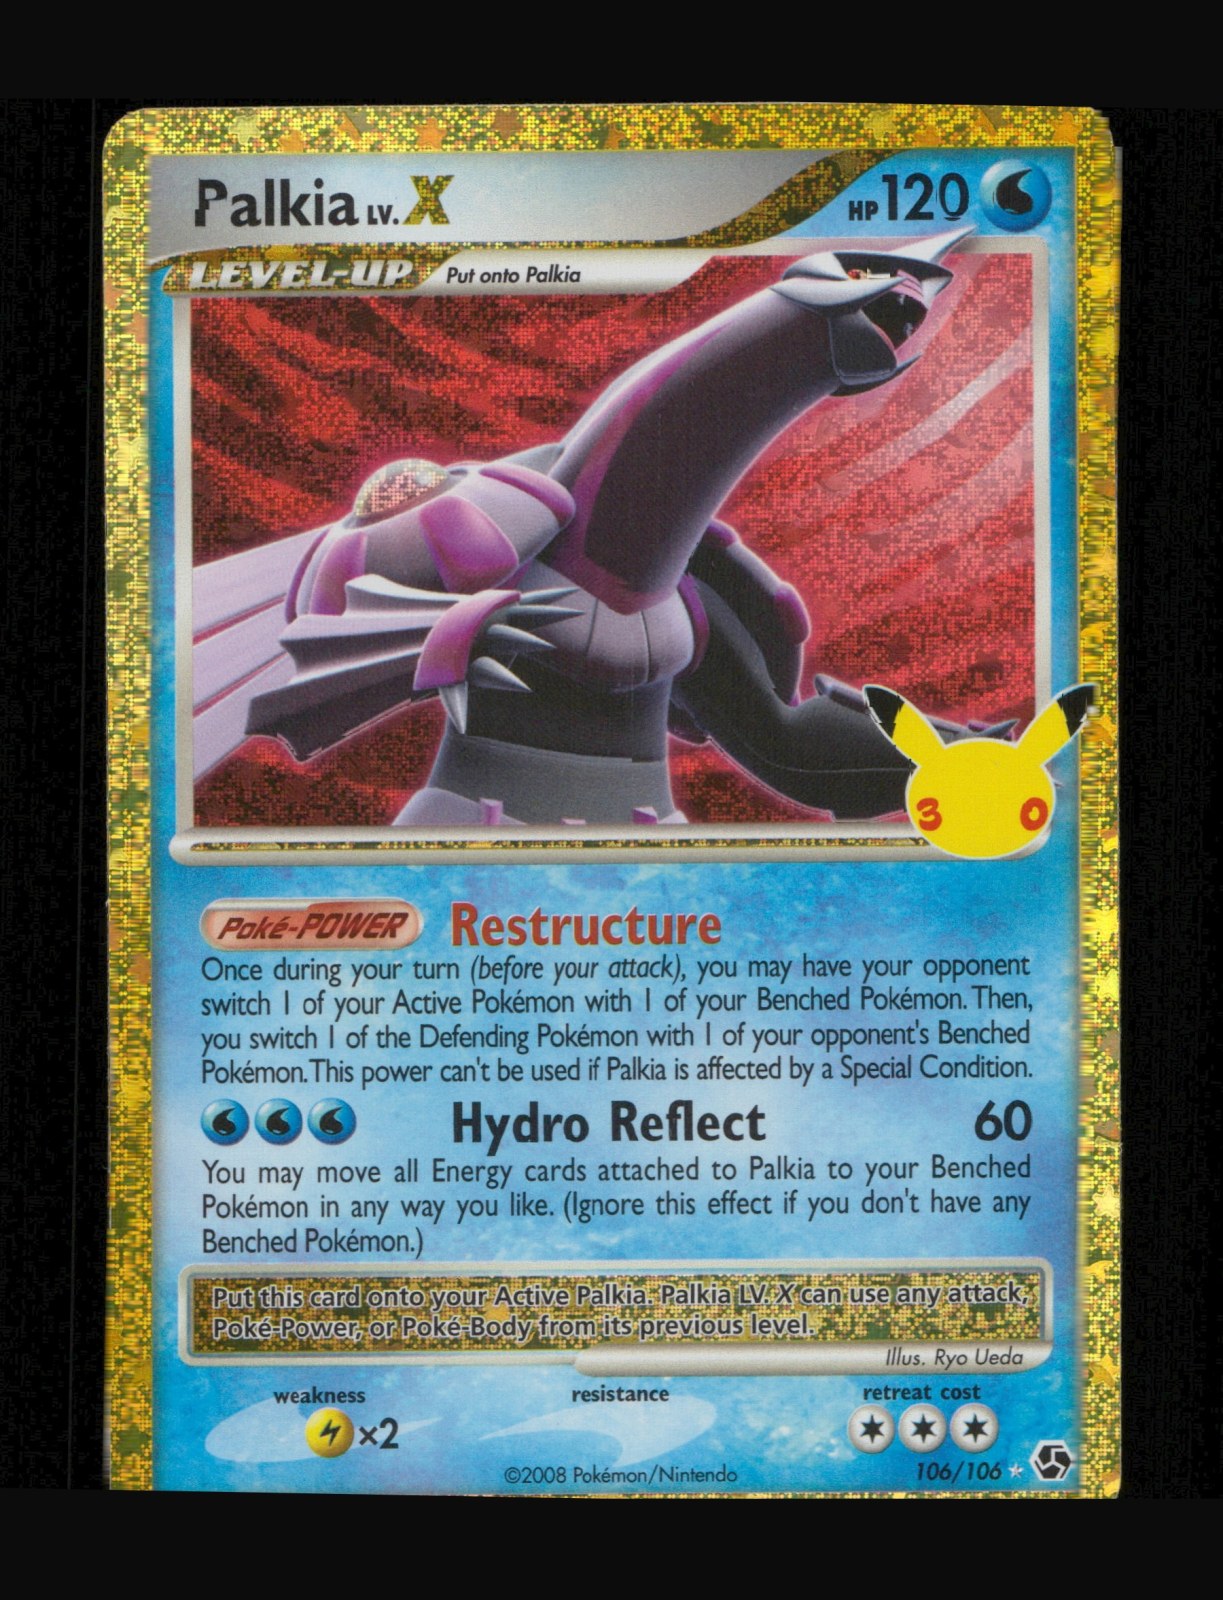 Palkia LV.X
HP 120
LEVEL-UP Put onto Palkia
30
Poké-POWER Restructure
Once during your turn (before your attack), you may have your opponent
switch 1 of your Active Pokémon with 1 of your Benched Pokémon. Then,
you switch 1 of the Defending Pokémon with 1 of your opponent's Benched
Pokémon. This power can't be used if Palkia is affected by a Special Condition.
Hydro Reflect 60
You may move all Energy cards attached to Palkia to your Benched
Pokémon in any way you like. (Ignore this effect if you don't have any
Benched Pokémon.)
Put this card onto your Active Palkia. Palkia LV. X can use any attack,
Poké-Power, or Poké-Body from its previous level.
Illus. Ryo Ueda
weakness resistance retreat cost
×2
©2008 Pokémon/Nintendo 106/106